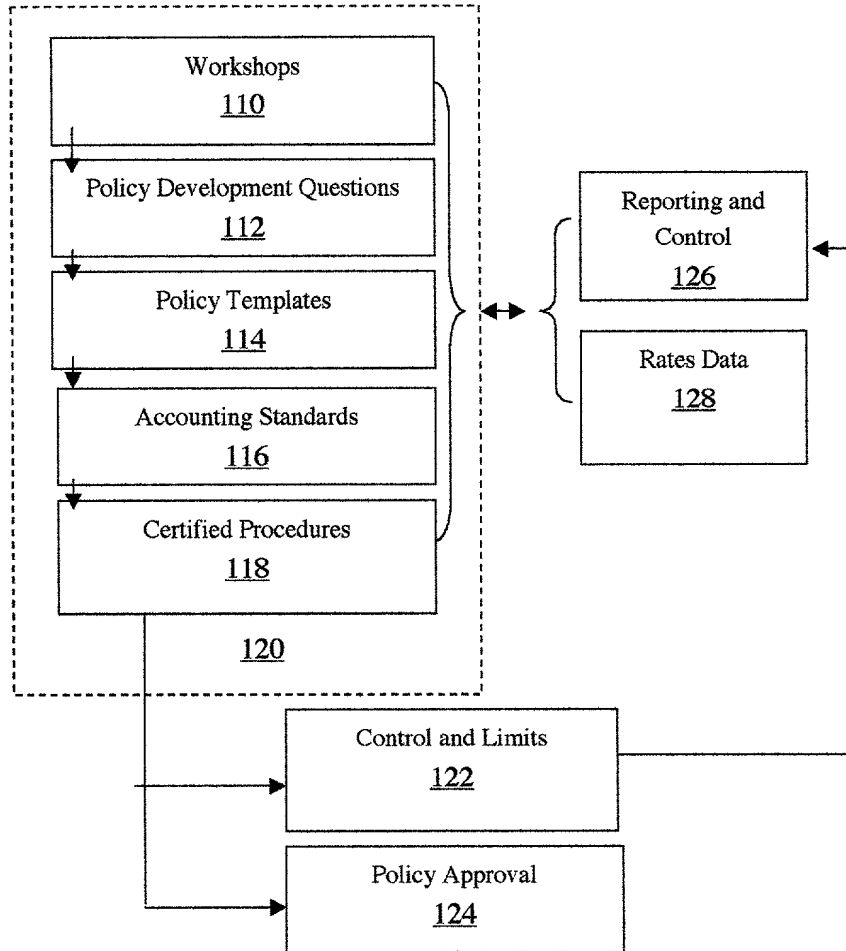 Workshops
110
Policy Development Questions
112
Policy Templates
114
Accounting Standards
116
Certified Procedures
118
120
Reporting and
Control
126
Rates Data
128
Control and Limits
122
Policy Approval
124